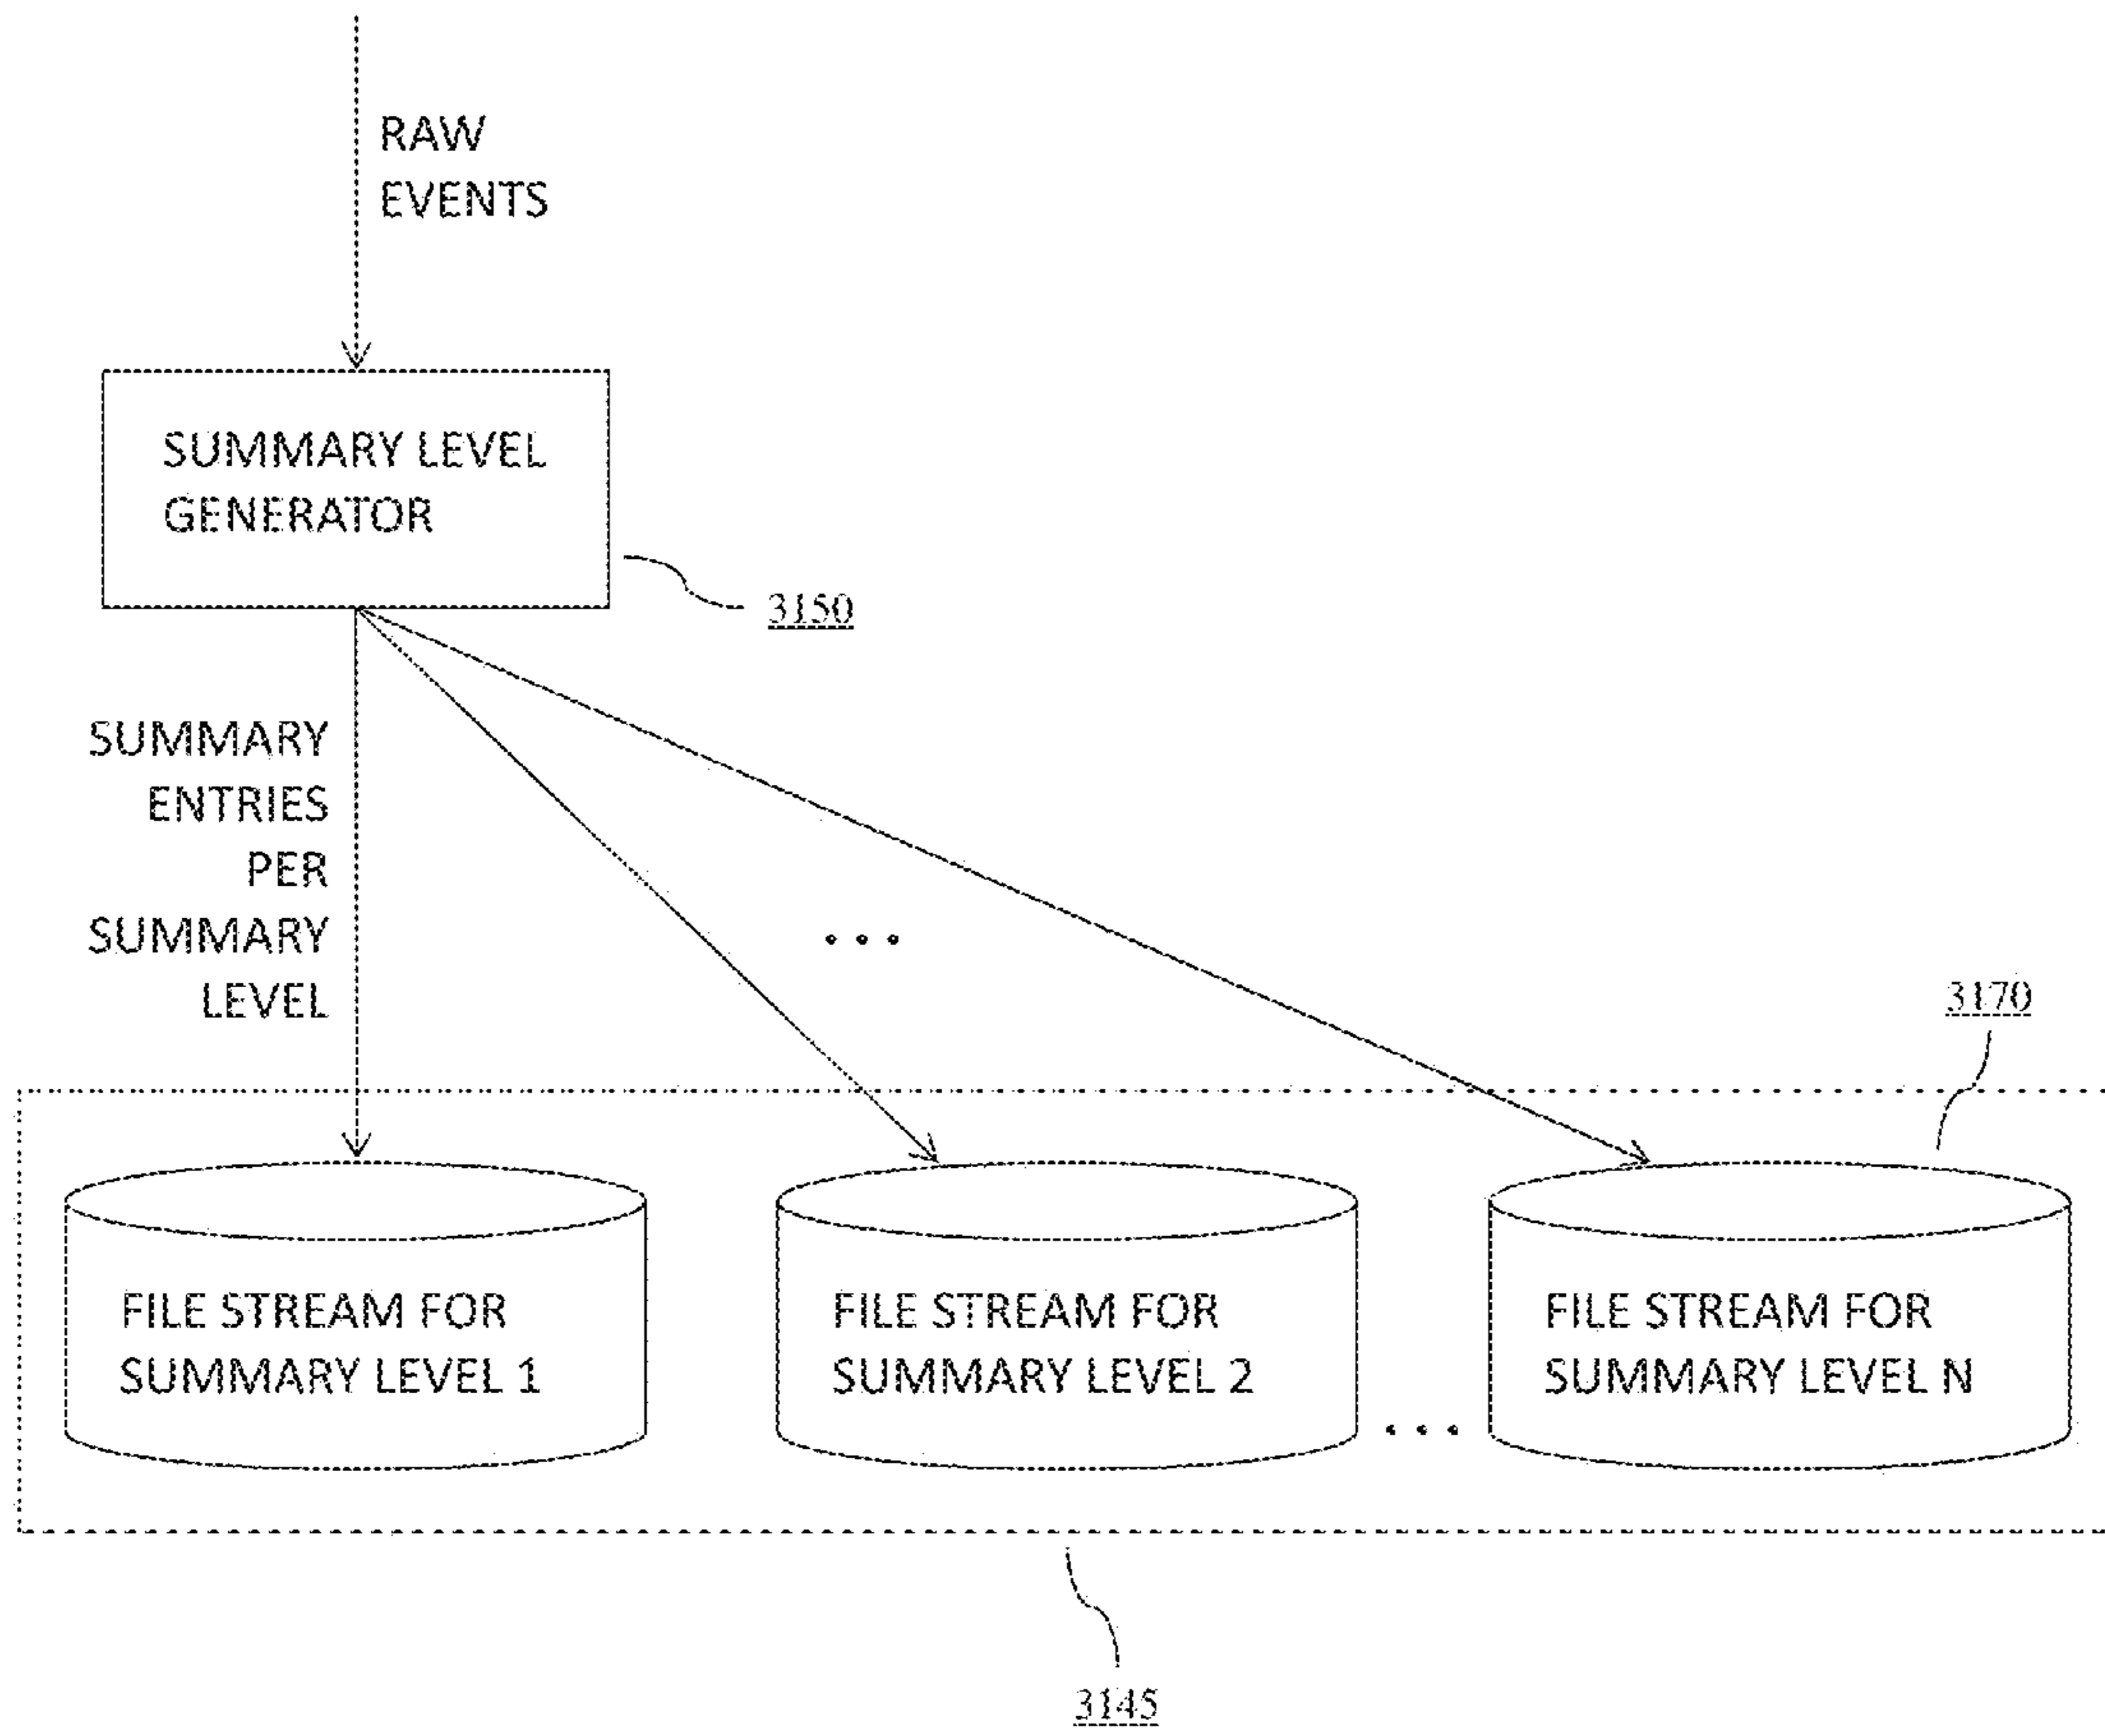 RAW
EVENTS
SUMMARY LEVEL
GENERATOR
3150
SUMMARY
ENTRIES
PER
SUMMARY
LEVEL
...
3170
FILE STREAM FOR
SUMMARY LEVEL 1
FILE STREAM FOR
SUMMARY LEVEL 2
...
FILE STREAM FOR
SUMMARY LEVEL N
3145